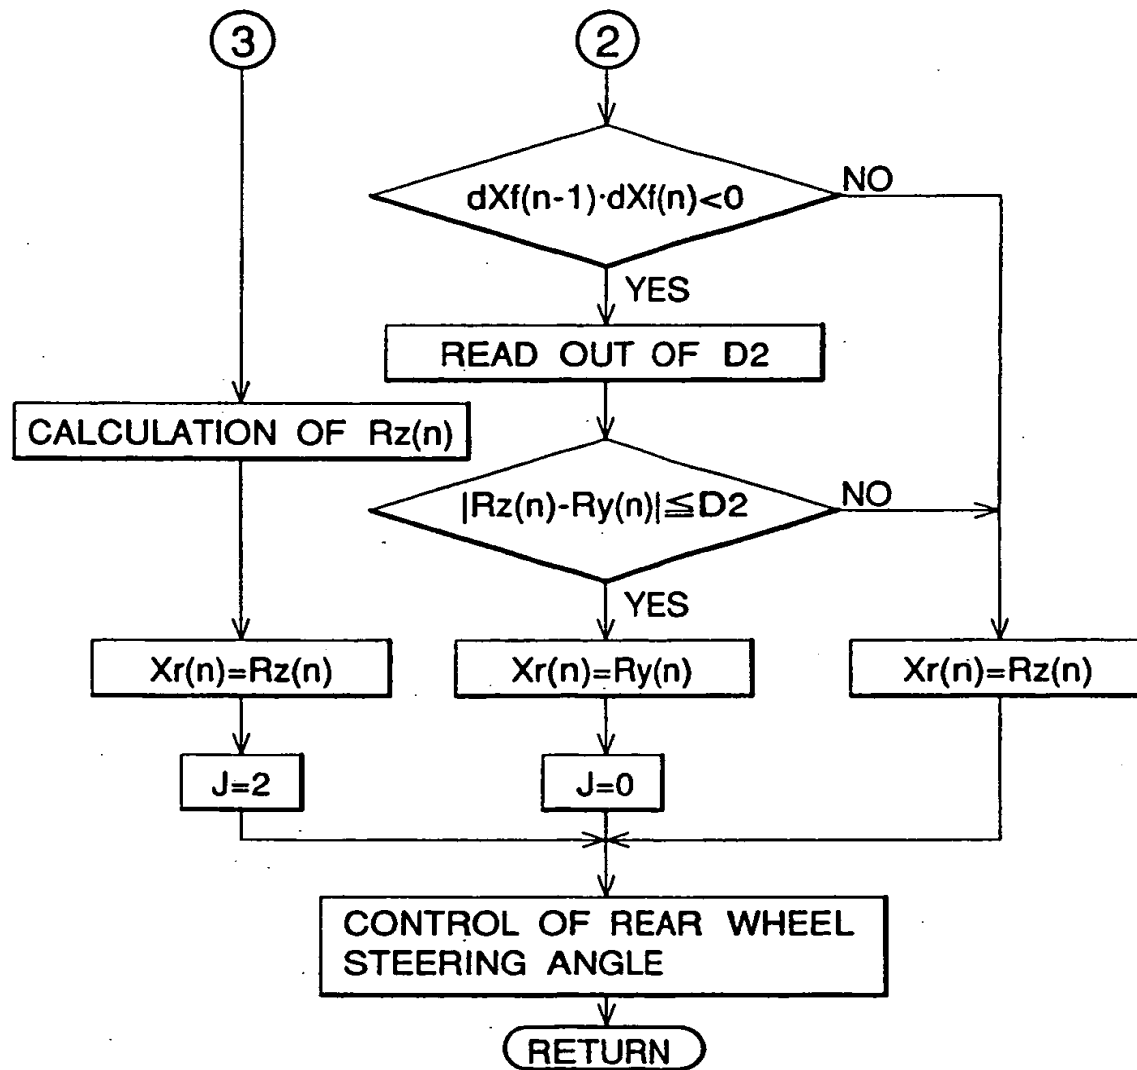 3
2
dXf(n-1)·dXf(n)<0
NO
YES
READ OUT OF D2
CALCULATION OF Rz(n)
|Rz(n)-Ry(n)|≦D2
NO
YES
Xr(n)=Rz(n)
Xr(n)=Ry(n)
Xr(n)=Rz(n)
J=2
J=0
CONTROL OF REAR WHEEL
STEERING ANGLE
RETURN